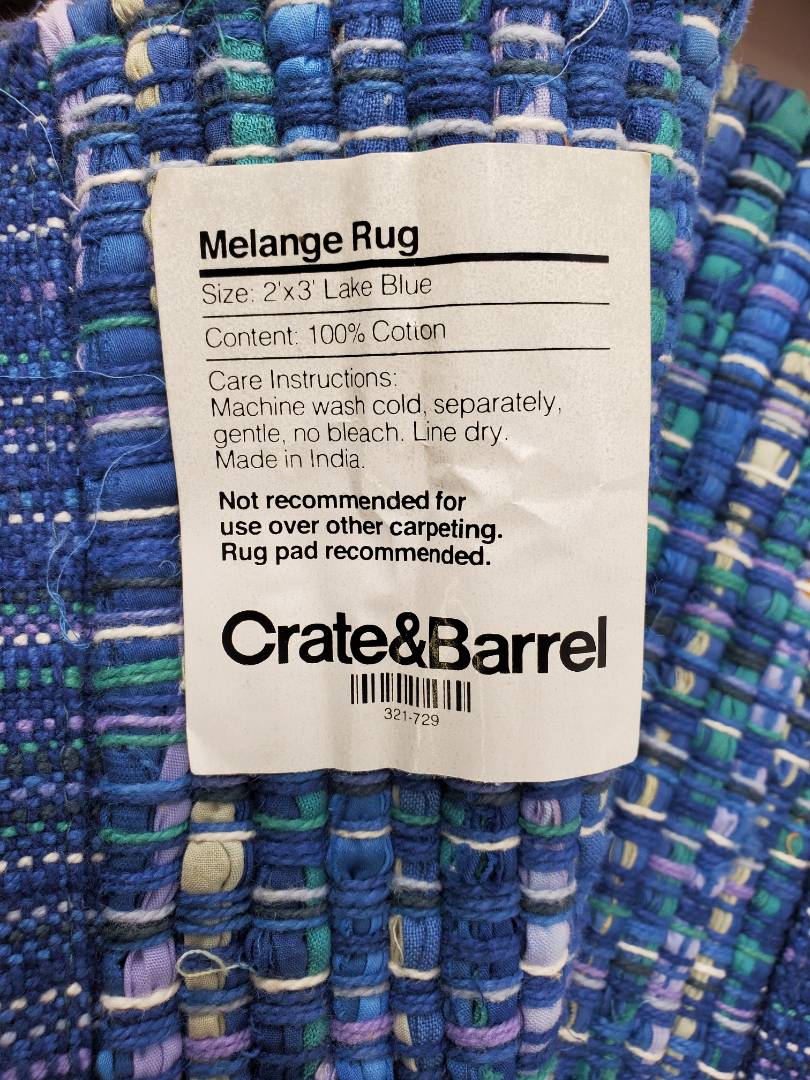 Melange Rug
Size: 2'x3' Lake Blue
Content: 100% Cotton
Care Instructions:
Machine wash cold, separately,
gentle, no bleach. Line dry.
Made in India.
Not recommended for
use over other carpeting.
Rug pad recommended.
Crate&Barrel
321-729